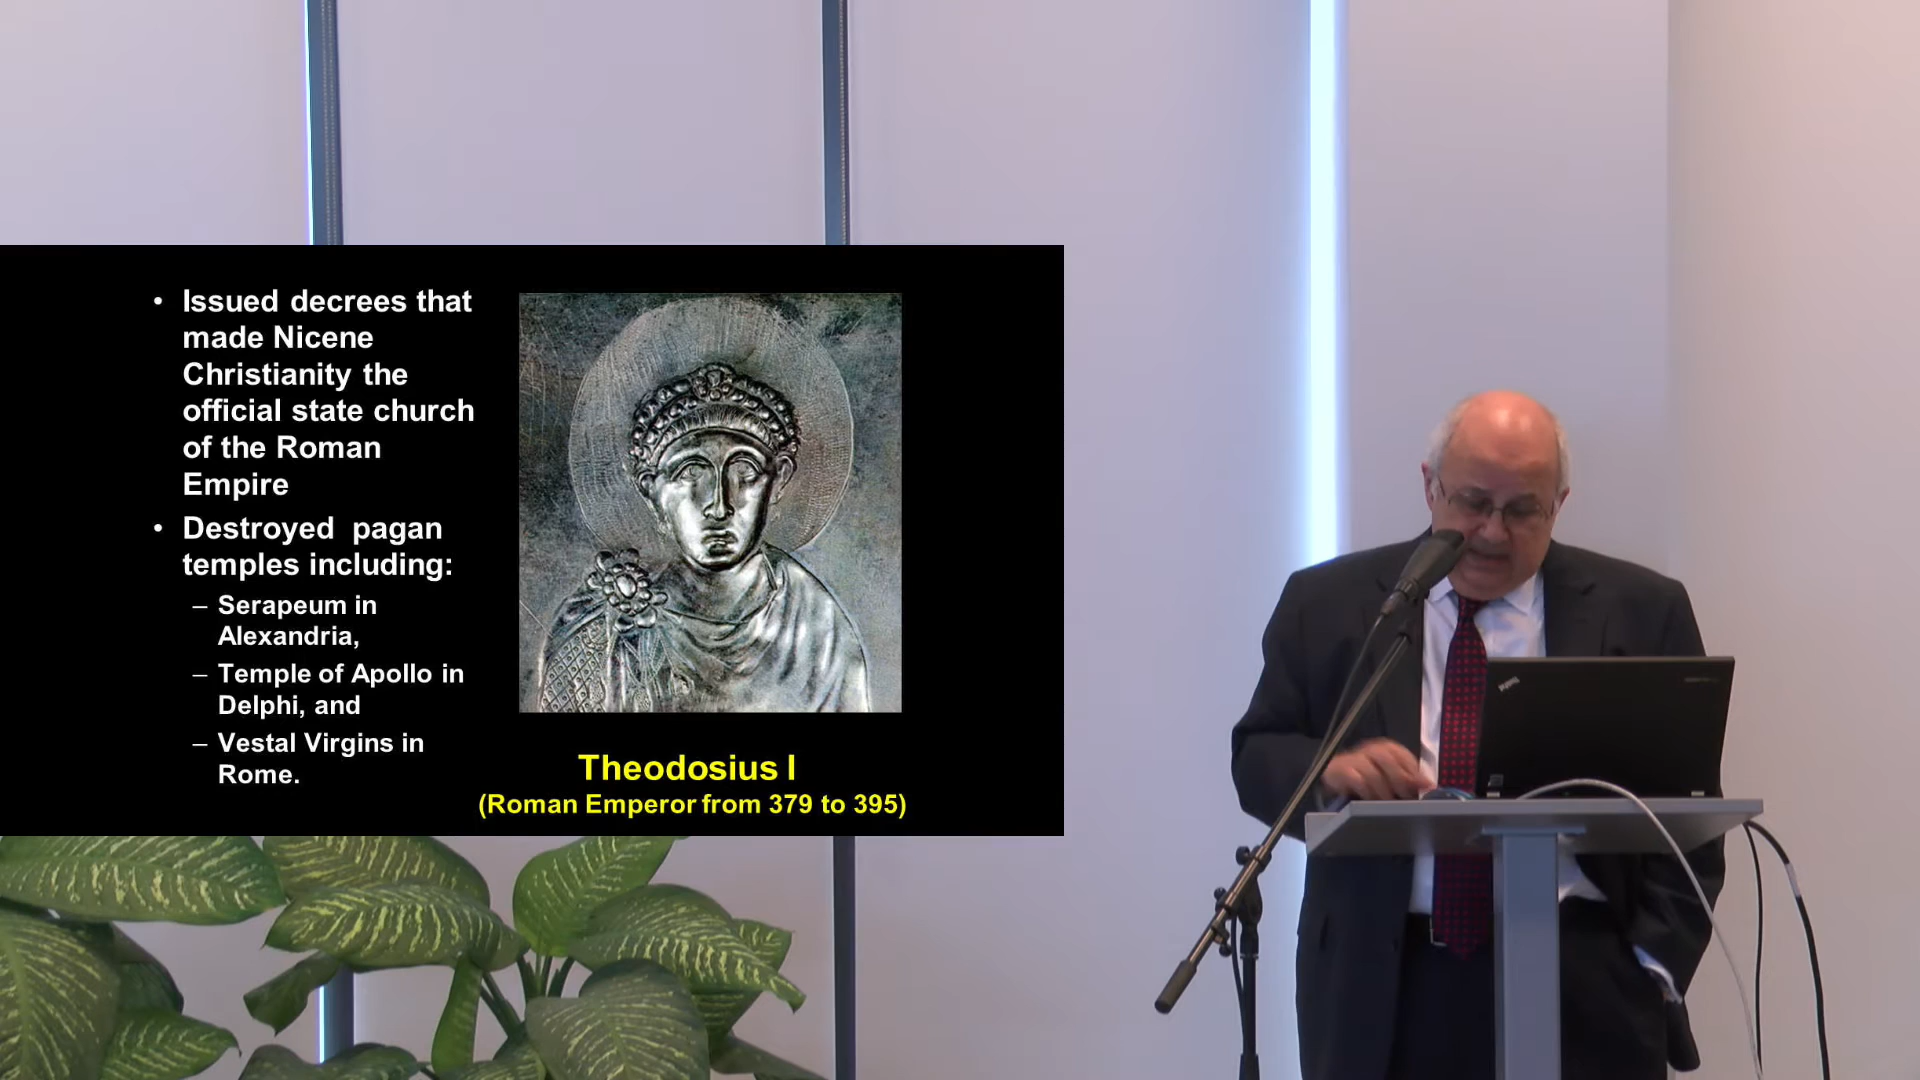 • Issued decrees that
made Nicene
Christianity the
official state church
of the Roman
Empire
• Destroyed pagan
temples including:
– Serapeum in
Alexandria,
– Temple of Apollo in
Delphi, and
– Vestal Virgins in
Rome.
Theodosius I
(Roman Emperor from 379 to 395)